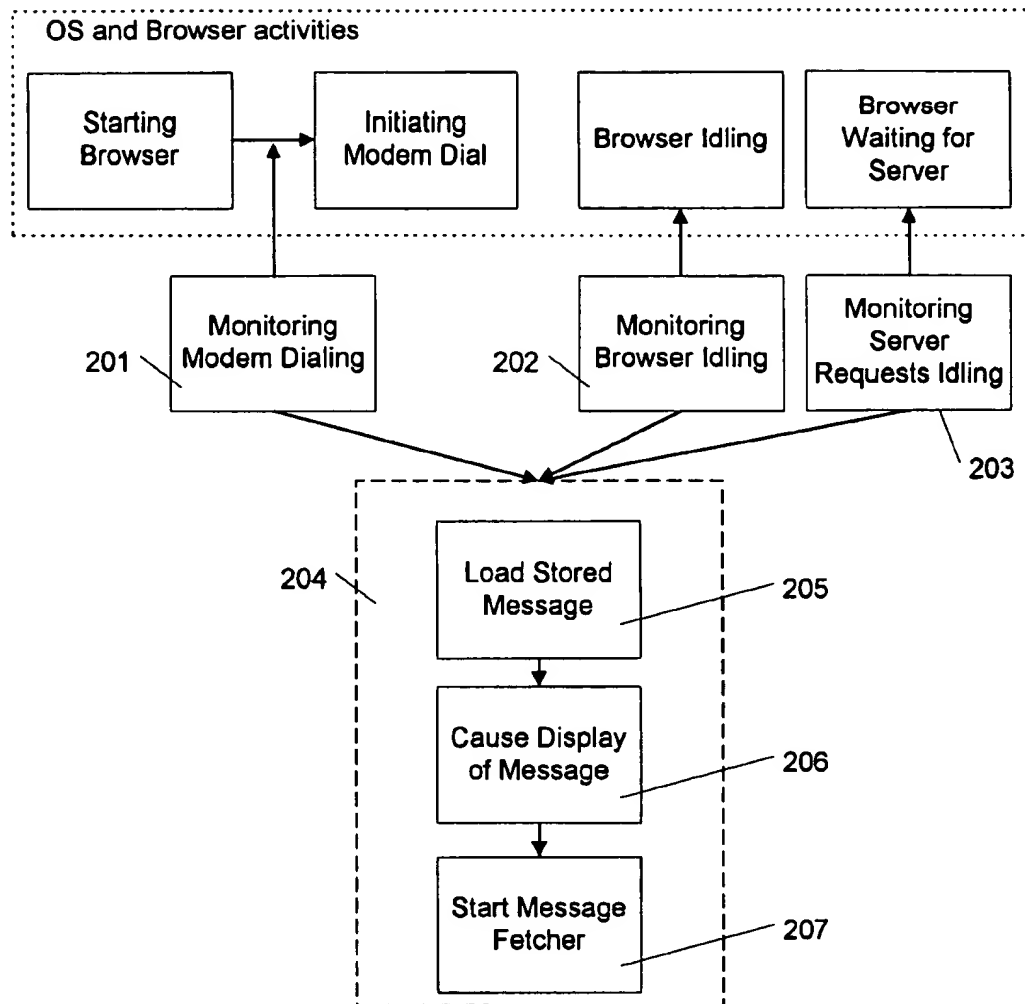 OS and Browser activities
Starting
Browser
Initiating
Modem Dial
Browser Idling
Browser
Waiting for
Server
Monitoring
Modem Dialing
201
Monitoring
Browser Idling
202
Monitoring
Server
Requests Idling
203
204
Load Stored
Message
205
Cause Display
of Message
206
Start Message
Fetcher
207